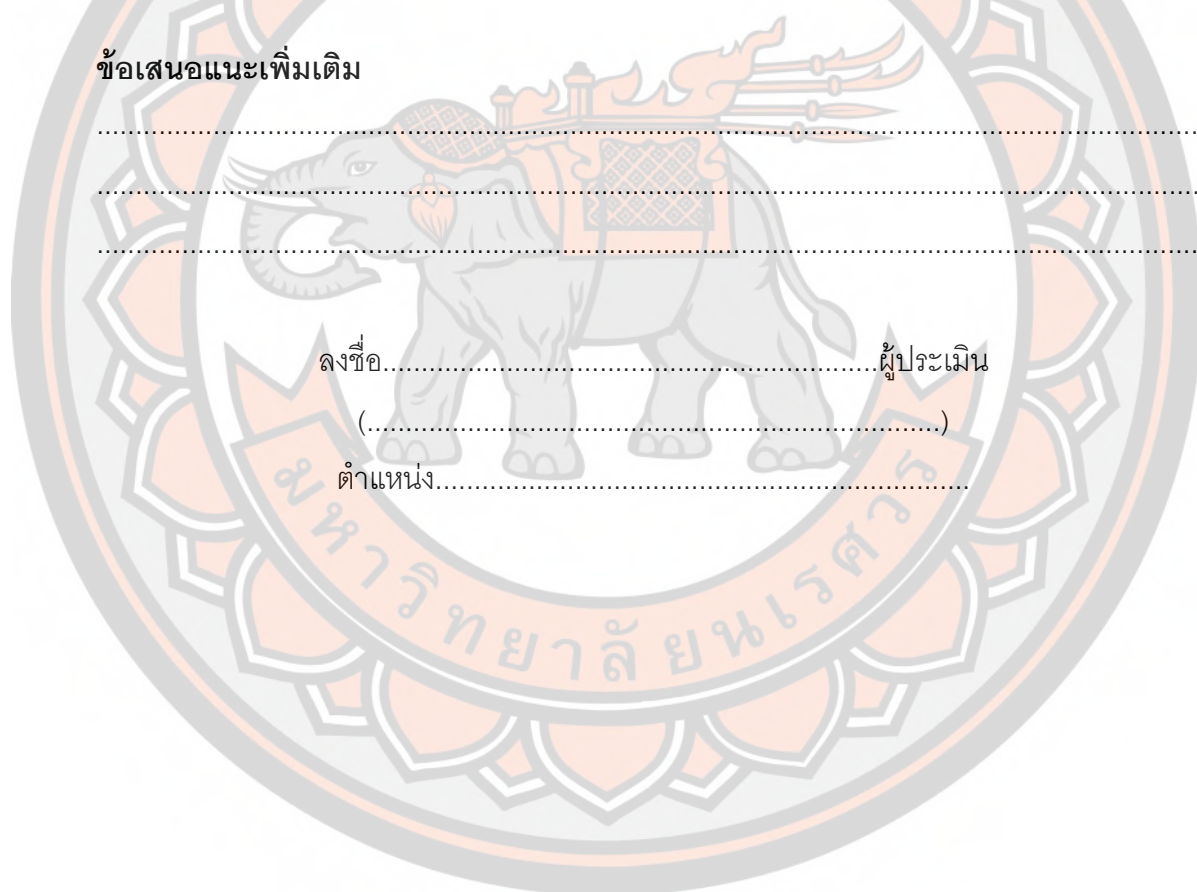 ข้อเสนอแนะเพิ่มเติม
................................................................................................................................................
................................................................................................................................................
................................................................................................................................................
ลงชื่อ................................................................ผู้ประเมิน
(..........................................................................)
ตำแหน่ง.....................................................................
มหาวิทยาลัยนเรศวร